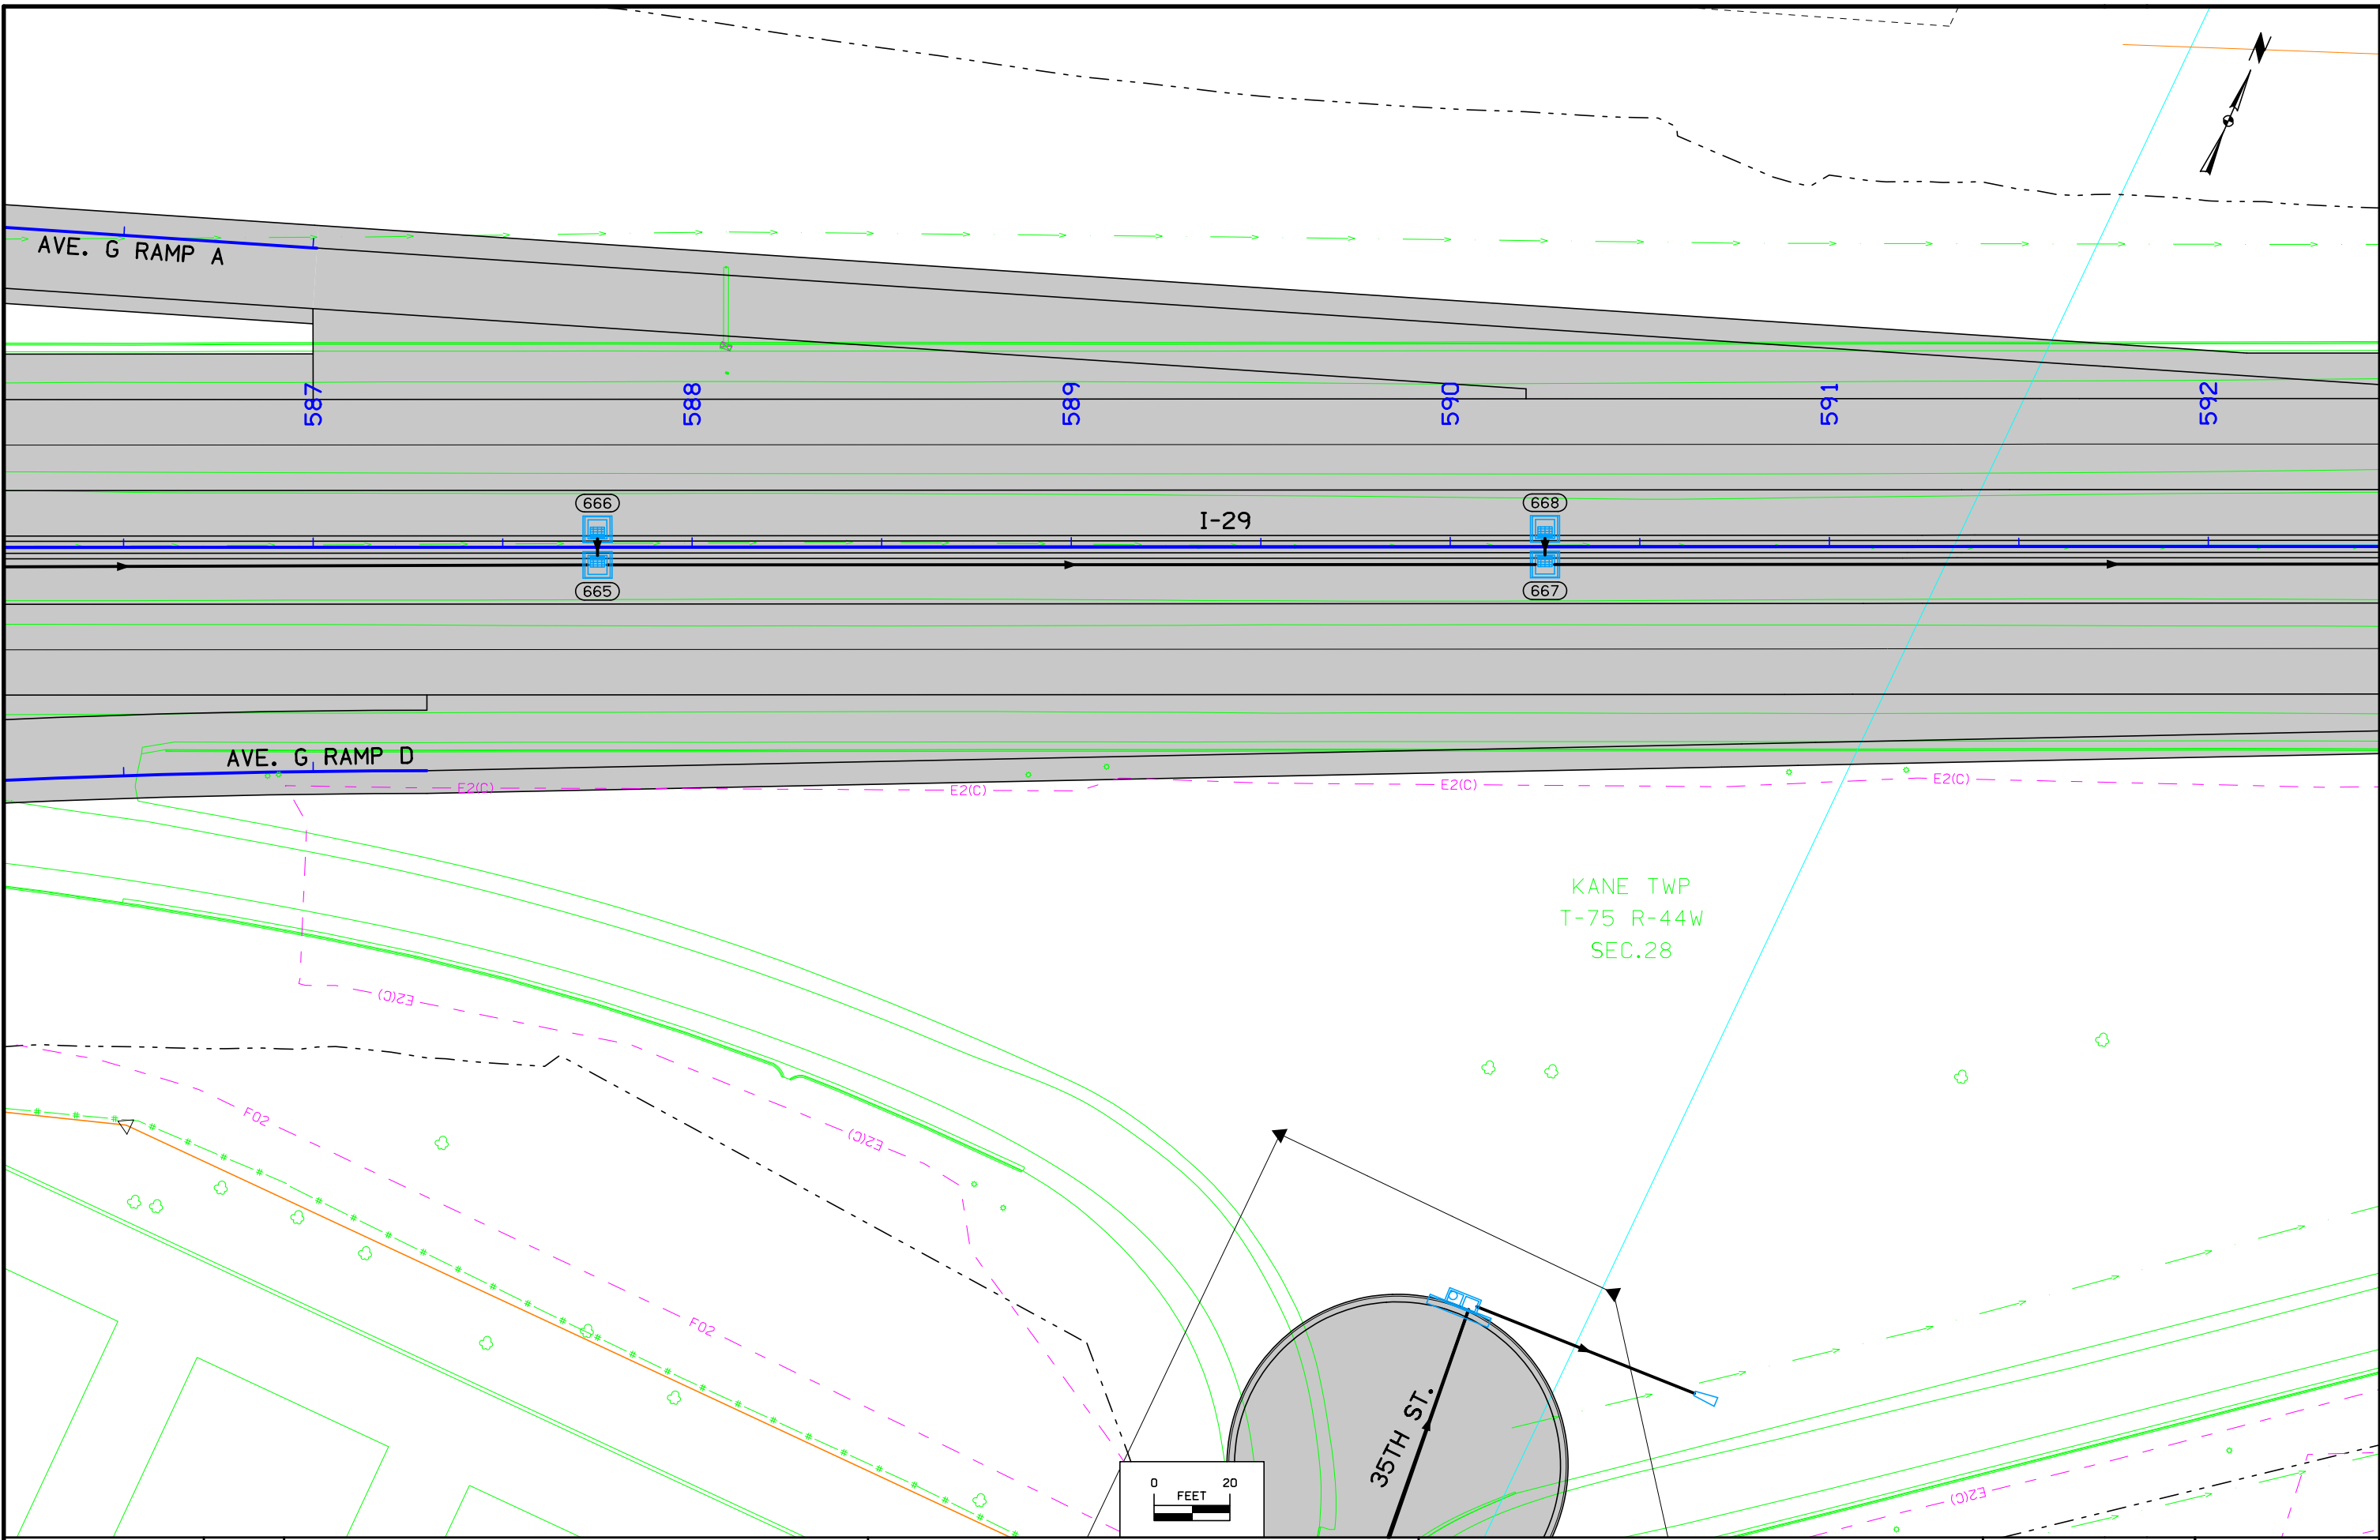 N
AVE. G RAMP A
587
588
589
590
591
592
666
668
I-29
665
667
AVE. G RAMP D
E2(C)
E2(C)
E2(C)
E2(C)
KANE TWP
T-75 R-44W
SEC.28
E2(C)
F02
E2(C)
F02
35TH ST.
0 20
FEET
E2(C)